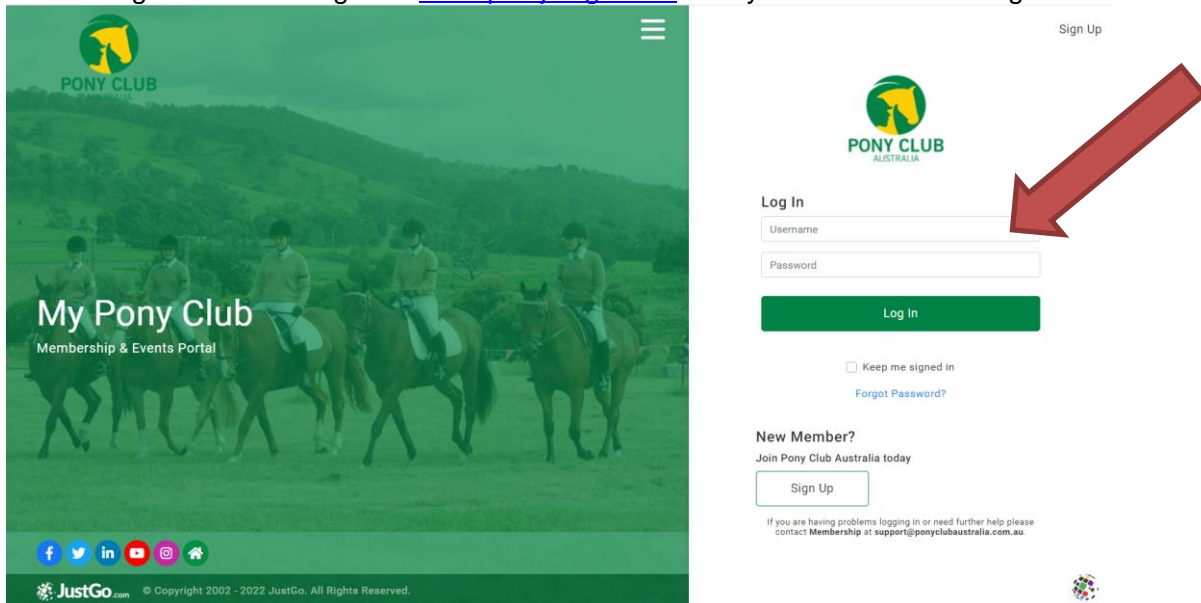 PONY CLUB
AUSTRALIA
My Pony Club
Membership & Events Portal
JustGo.com © Copyright 2002 - 2022 JustGo. All Rights Reserved.
Sign Up
PONY CLUB
AUSTRALIA
Log In
Username
Password
Log In
Keep me signed in
Forgot Password?
New Member?
Join Pony Club Australia today
Sign Up
If you are having problems logging in or need further help please
contact Membership at support@ponyclubaustralia.com.au.